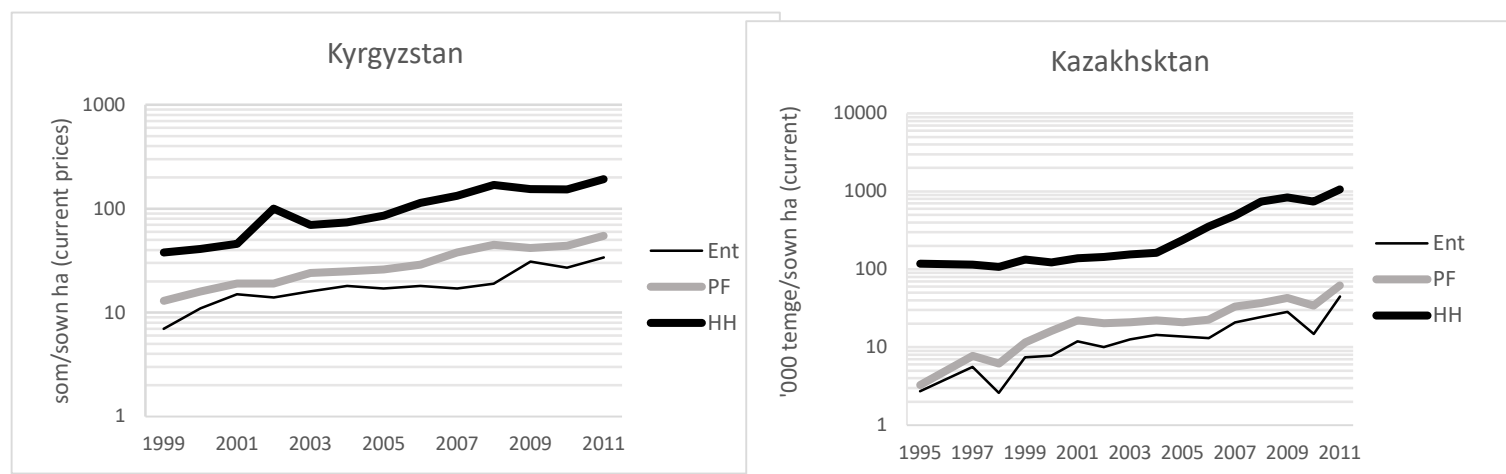 Kyrgyzstan
som/sown ha (current prices)
1000
100
10
1
1999 2001 2003 2005 2007 2009 2011
Ent
PF
HH
Kazakhsktan
'000 temge/sown ha (current)
10000
1000
100
10
1
1995 1997 1999 2001 2003 2005 2007 2009 2011
Ent
PF
HH